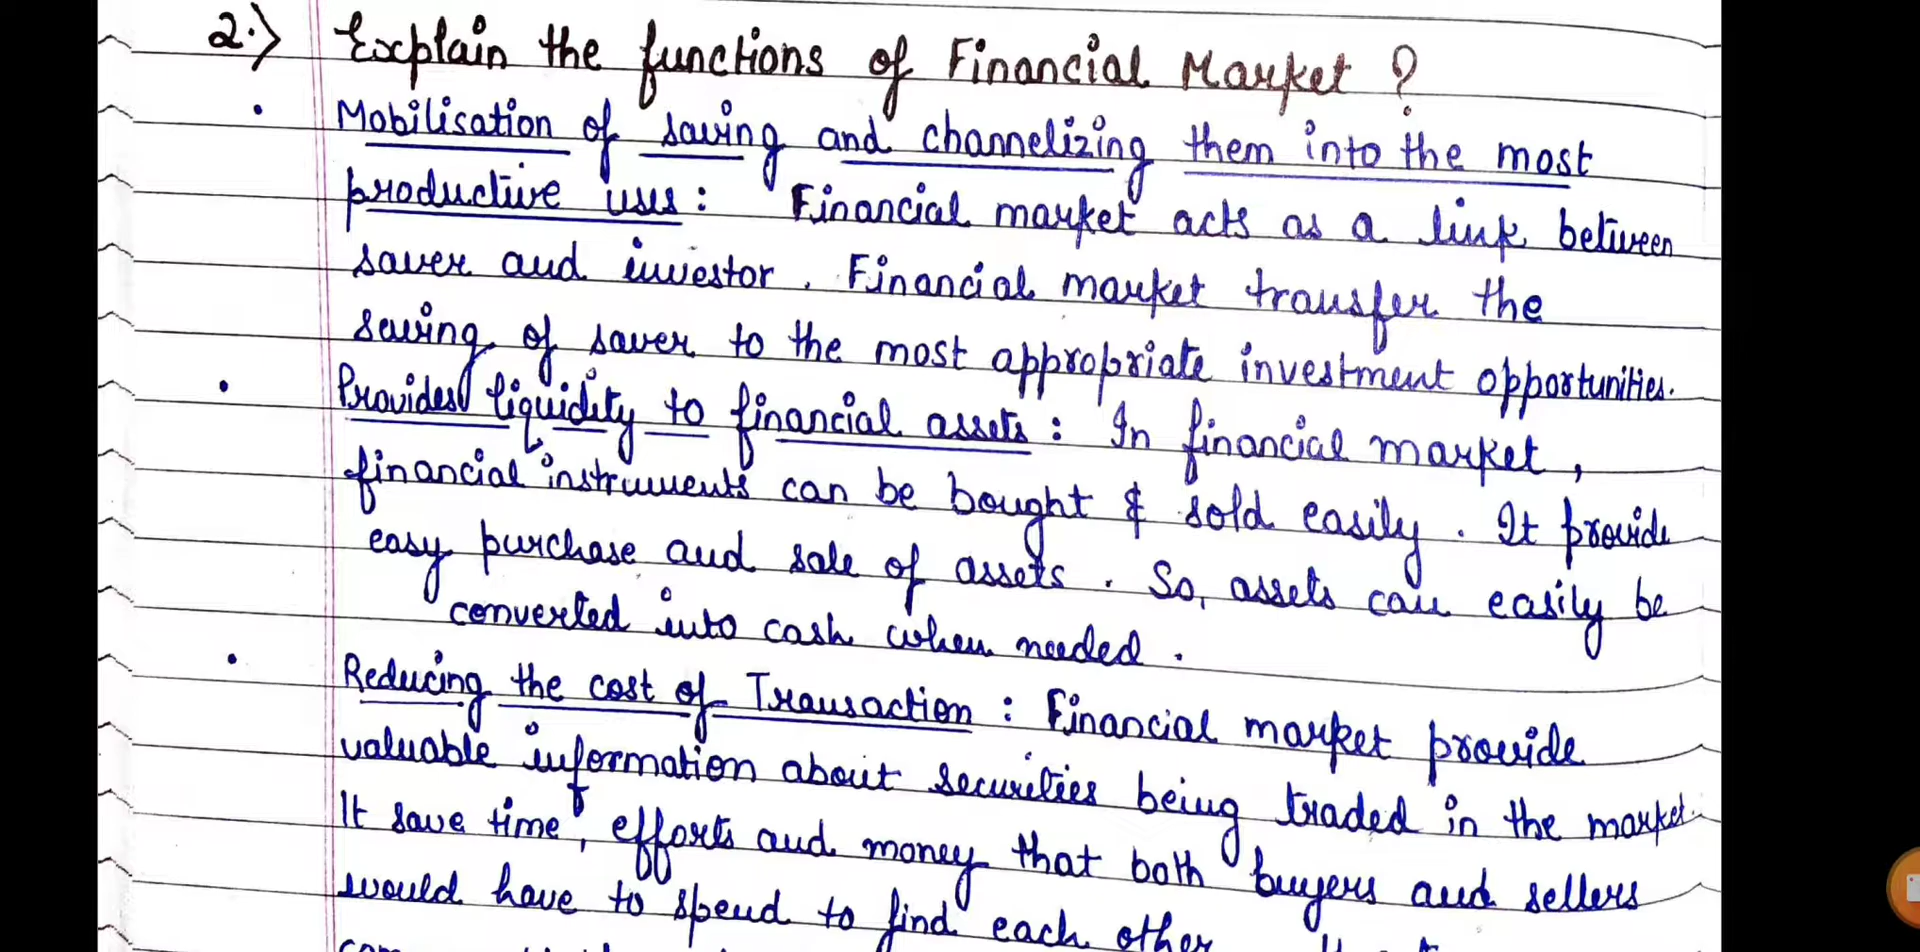 2.) Explain the functions of Financial Market ?
• Mobilisation of saving and channelizing them into the most
productive uses : Financial market acts as a link between
saver and investor. Financial market transfer the
saving of saver to the most appropriate investment opportunities.
• Provides liquidity to financial assets : In financial market,
financial instruments can be bought & sold easily. It provide
easy purchase and sale of assets. So, assets can easily be
converted into cash when needed.
• Reducing the cost of Transaction : Financial market provide
valuable information about securities being traded in the market.
It save time, efforts and money that both buyers and sellers
would have to spend to find each other